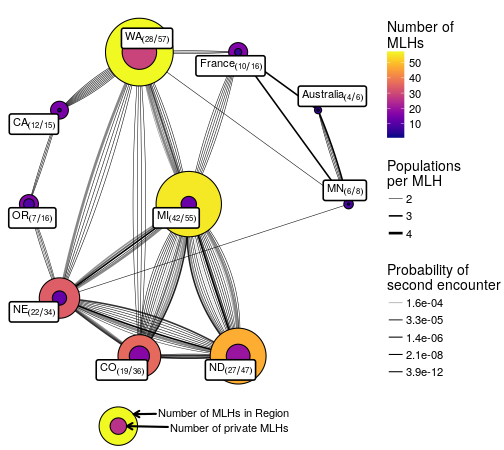 WA(28/57)
France(10/16)
Australia(4/6)
CA(12/15)
MN(6/8)
OR(7/16)
MI(42/55)
NE(22/34)
CO(19/36)
ND(27/47)
Number of MLHs in Region
Number of private MLHs
Number of
MLHs
50
40
30
20
10
Populations
per MLH
2
3
4
Probability of
second encounter
1.6e-04
3.3e-05
1.4e-06
2.1e-08
3.9e-12